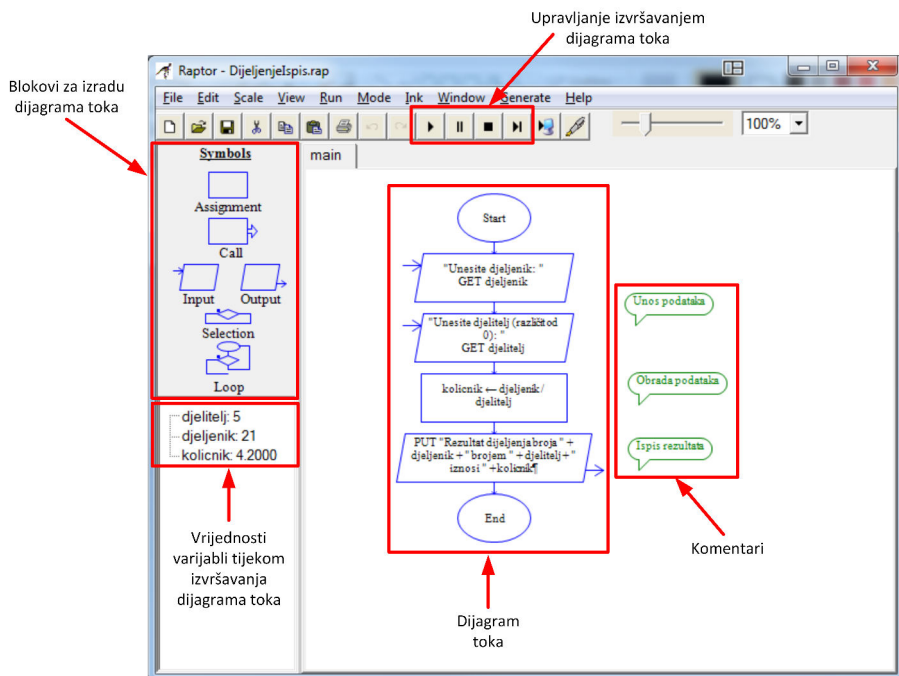 Upravljanje izvršavanjem
dijagrama toka
Blokovi za izradu
dijagrama toka
Raptor - DijeljenjeIspis.rap
File Edit Scale View Run Mode Ink Window Generate Help
100%
Symbols
Assignment
Call
Input Output
Selection
Loop
main
Start
"Unesite djeljenik: "
GET djeljenik
"Unesite djelitelj (različit od
0): "
GET djelitelj
kolicnik ← djeljenik /
djelitelj
PUT "Rezultat dijeljenja broja " +
djeljenik + " brojem " + djelitelj + "
iznosi " + kolicnik¶
End
Unos podataka
Obrada podataka
Ispis rezultata
djelitelj: 5
djeljenik: 21
kolicnik: 4.2000
Vrijednosti
varijabli tijekom
izvršavanja
dijagrama toka
Dijagram
toka
Komentari